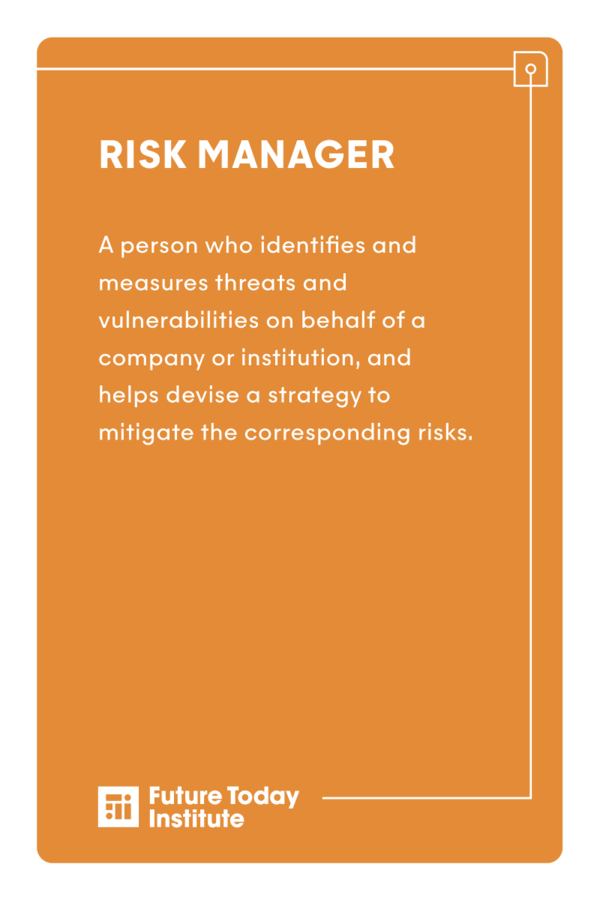 RISK MANAGER
A person who identifies and
measures threats and
vulnerabilities on behalf of a
company or institution, and
helps devise a strategy to
mitigate the corresponding risks.
Future Today
Institute